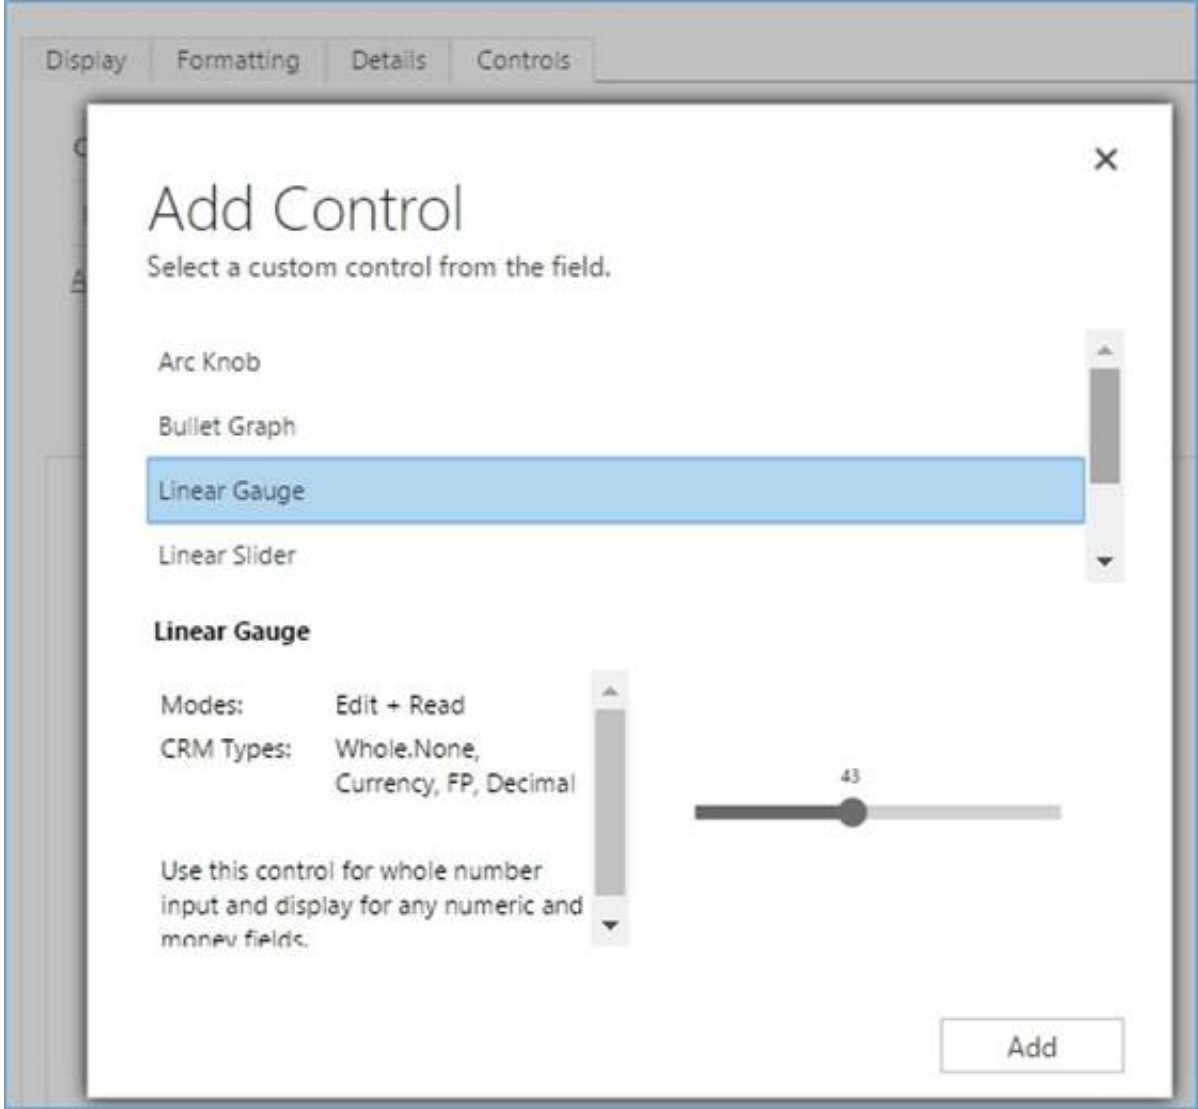 Display Formatting Details Controls
Add Control
Select a custom control from the field.
Arc Knob
Bullet Graph
Linear Gauge
Linear Slider
Linear Gauge
Modes: Edit + Read
CRM Types: Whole.None,
Currency, FP, Decimal
43
Use this control for whole number
input and display for any numeric and
money fields.
Add